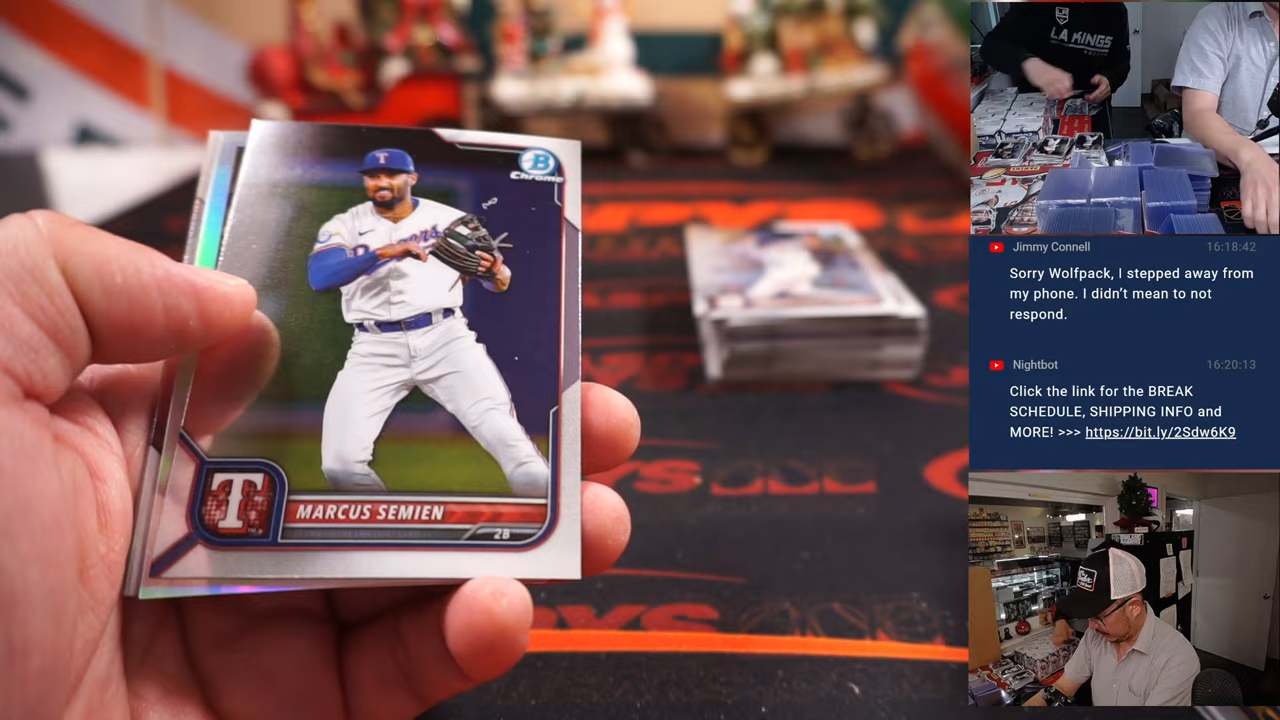 T
B
Chrome
Rangers
T
MARCUS SEMIEN
2B
LA
LA KINGS
Jimmy Connell 16:18:42
Sorry Wolfpack, I stepped away from
my phone. I didn't mean to not
respond.
Nightbot 16:20:13
Click the link for the BREAK
SCHEDULE, SHIPPING INFO and
MORE! >>> https://bit.ly/2Sdw6K9